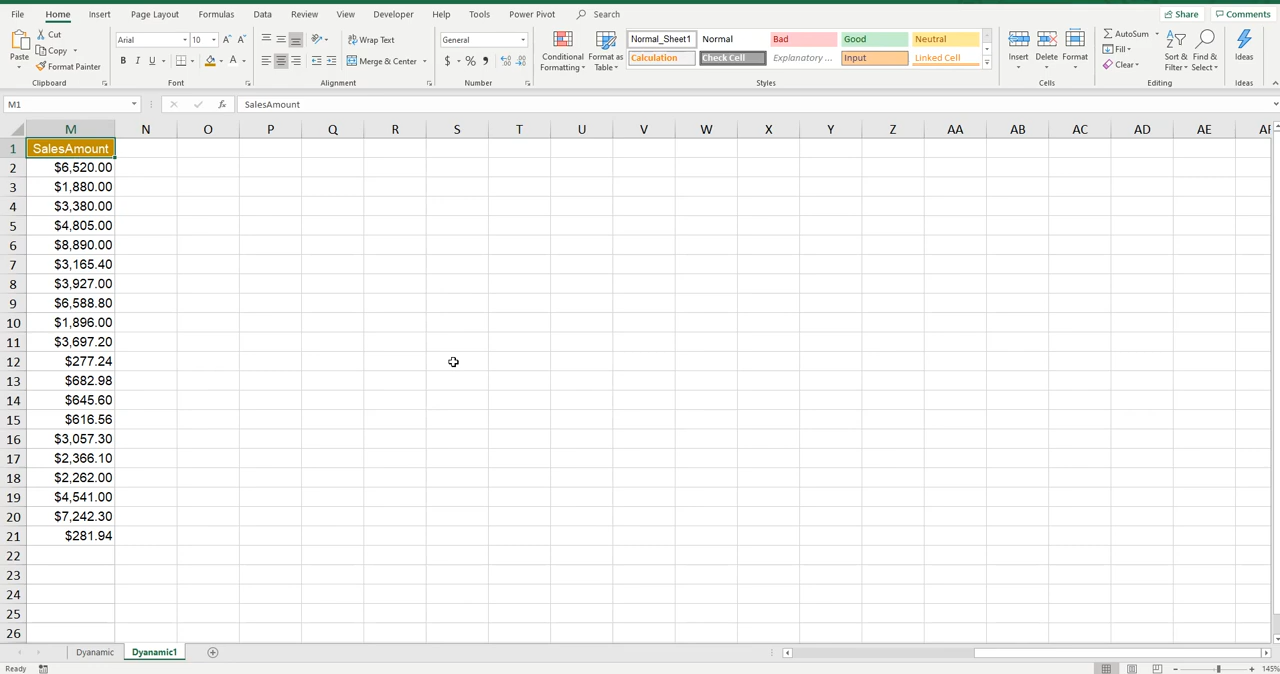 File Home Insert Page Layout Formulas Data Review View Developer Help Tools Power Pivot Search Share Comments
Paste Cut Copy Format Painter Clipboard
Arial 10 A A B I U A Font
Wrap Text Merge & Center Alignment
General $ % Number
Conditional Formatting Format as Table
Normal_Sheet1 Normal Bad Good Neutral
Calculation Check Cell Explanatory ... Input Linked Cell
Styles
Insert Delete Format Cells
AutoSum Fill Clear Sort & Filter Find & Select Editing
Ideas Ideas
M1 fx SalesAmount
M N O P Q R S T U V W X Y Z AA AB AC AD AE AF
1 SalesAmount
2 $6,520.00
3 $1,880.00
4 $3,380.00
5 $4,805.00
6 $8,890.00
7 $3,165.40
8 $3,927.00
9 $6,588.80
10 $1,896.00
11 $3,697.20
12 $277.24
13 $682.98
14 $645.60
15 $616.56
16 $3,057.30
17 $2,366.10
18 $2,262.00
19 $4,541.00
20 $7,242.30
21 $281.94
22
23
24
25
26
Dyanamic Dyanamic1
Ready 145%